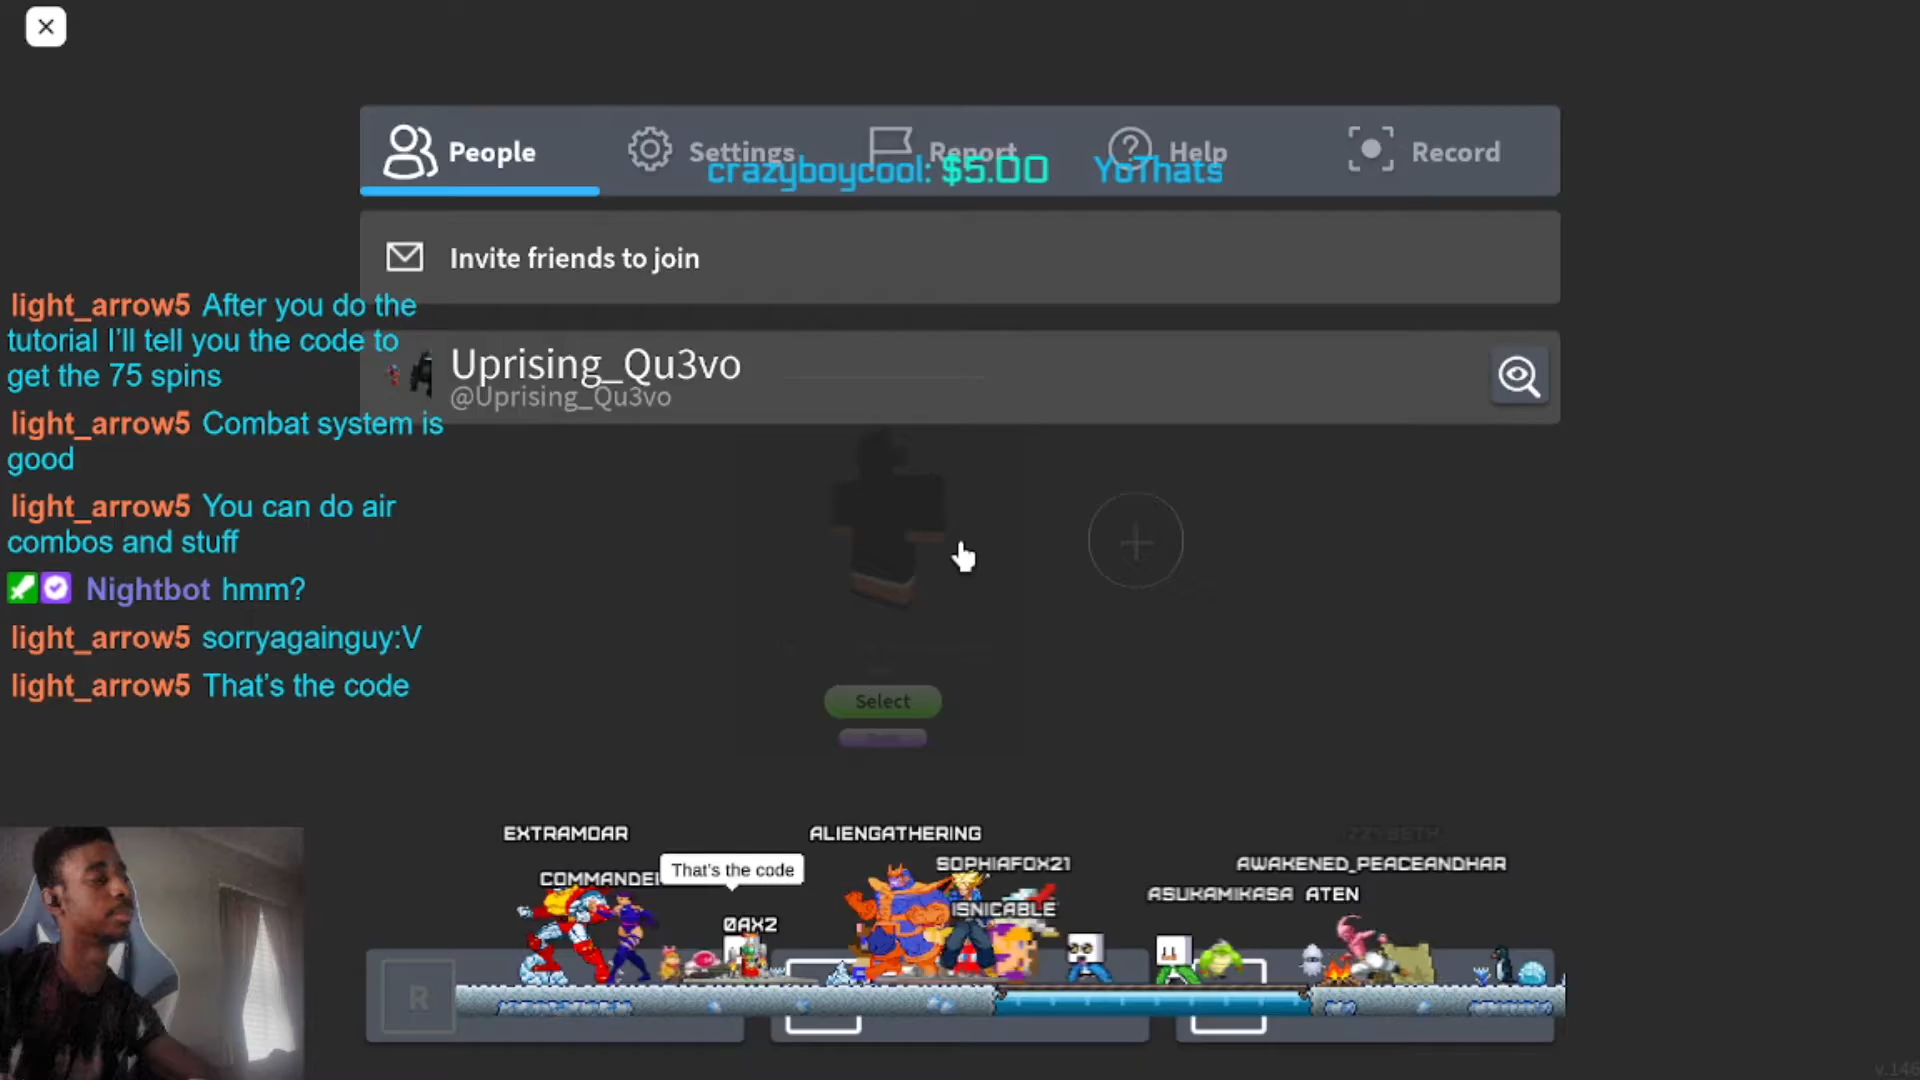 People
Settings
Report
Help
Record
crazyboycool: $5.00 YoThats
Invite friends to join
Uprising_Qu3vo
@Uprising_Qu3vo
light_arrow5 After you do the
tutorial I'll tell you the code to
get the 75 spins
light_arrow5 Combat system is
good
light_arrow5 You can do air
combos and stuff
Nightbot hmm?
light_arrow5 sorryagainguy:V
light_arrow5 That's the code
Select
EXTRAMOAR
ALIENGATHERING
COMMANDE
That's the code
SOPHIAFOX21
AWAKENED_PEACEANDHAR
ASUKAMIKASA
ATEN
ISNICABLE
0AX2
R
v.146